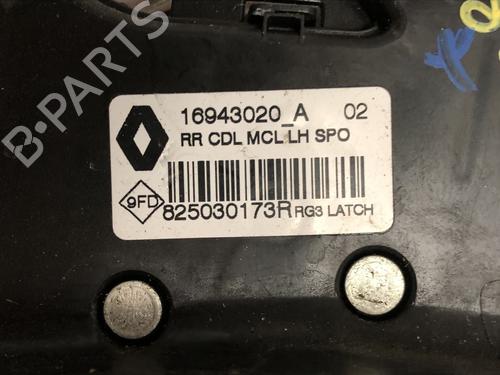 16943020_A 02
RR CDL MCL LH SPO
9FD
825030173R RG3 LATCH
B-PARTS